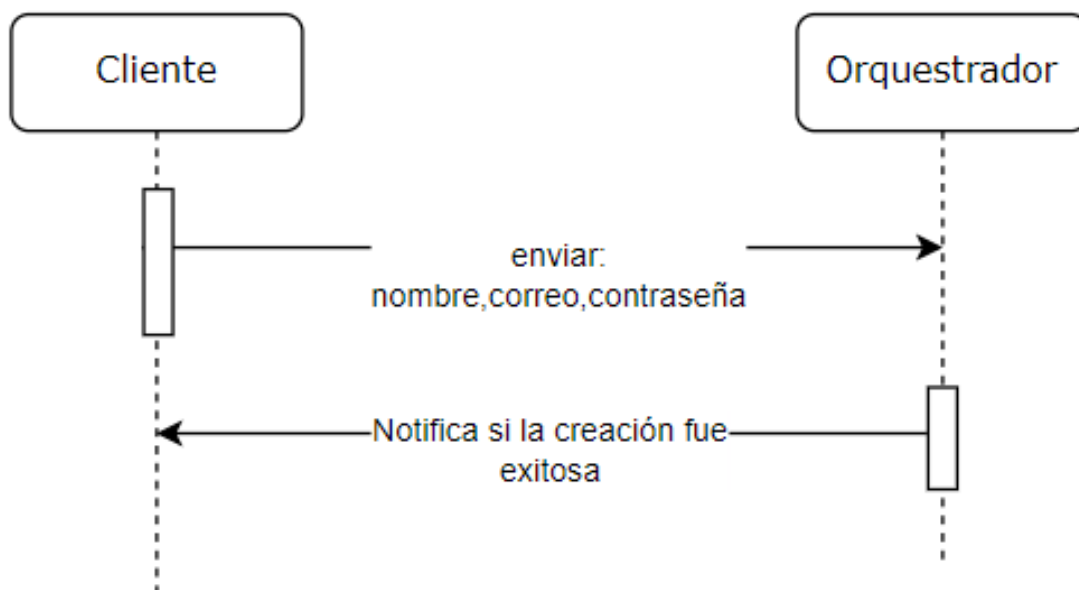 Cliente
Orquestrador
enviar:
nombre,correo,contraseña
Notifica si la creación fue
exitosa